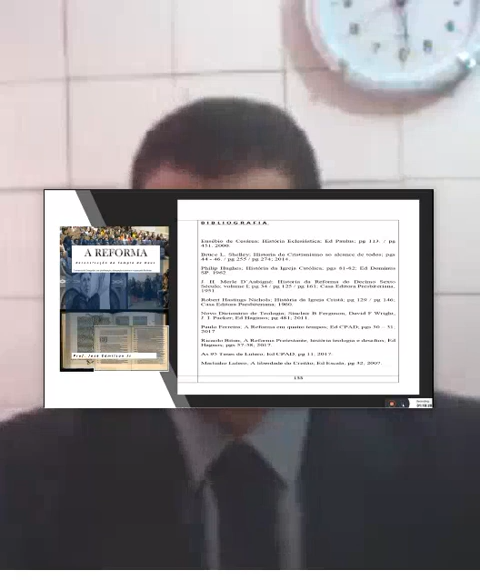 A REFORMA
Prof. José
BIBLIOGRAFIA
Eusébio de Cesárea: História Eclesiástica; Ed Paulus; pg 113 / pg
451, 2000.
Bruce L. Shelley: História do Cristianismo ao alcance de todos; pgs
44 - 46. / pg 255 / pg 274;
Philip Hughes; História da Igreja Católica, pgs 61-62; Ed Dominus
SP 1962
J. H. Merle D'Aubigné: História da Reforma do Decimo Sexto
Século, volume I, pg 34 / pg 125 / pg 161; Casa Editora Presbiteriana,
1951
Robert Hastings Nichols; História da Igreja Cristã; pg 129 / pg 146,
Casa Editora Presbiteriana, 1960.
Novo Dicionário de Teologia, Sinclair B Ferguson, David F Wright,
J. I. Packer; Ed Hagnos; pg 481; 2011
Paulo Ferreira, A Reforma em quatro tempos, Ed CPAD, pgs 30 - 31.
2017
Ricardo Bitun, A Reforma Protestante, história teologia e desafios, Ed
Hagnos, pgs 37-38, 2017.
As 95 Teses de Lutero. Ed CPAD; pg 11, 2017.
Martinho Lutero, A liberdade do Cristão, Ed Escala, pg 42, 2007.